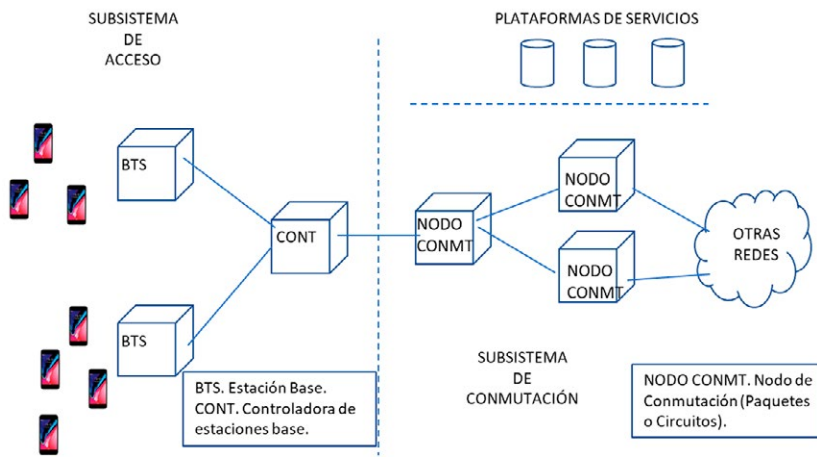 SUBSISTEMA
DE
ACCESO
PLATAFORMAS DE SERVICIOS
BTS
NODO
CONMT
CONT
NODO
CONMT
OTRAS
REDES
NODO
CONMT
BTS
SUBSISTEMA
DE
CONMUTACIÓN
BTS. Estación Base.
CONT. Controladora de
estaciones base.
NODO CONMT. Nodo de
Conmutación (Paquetes
o Circuitos).